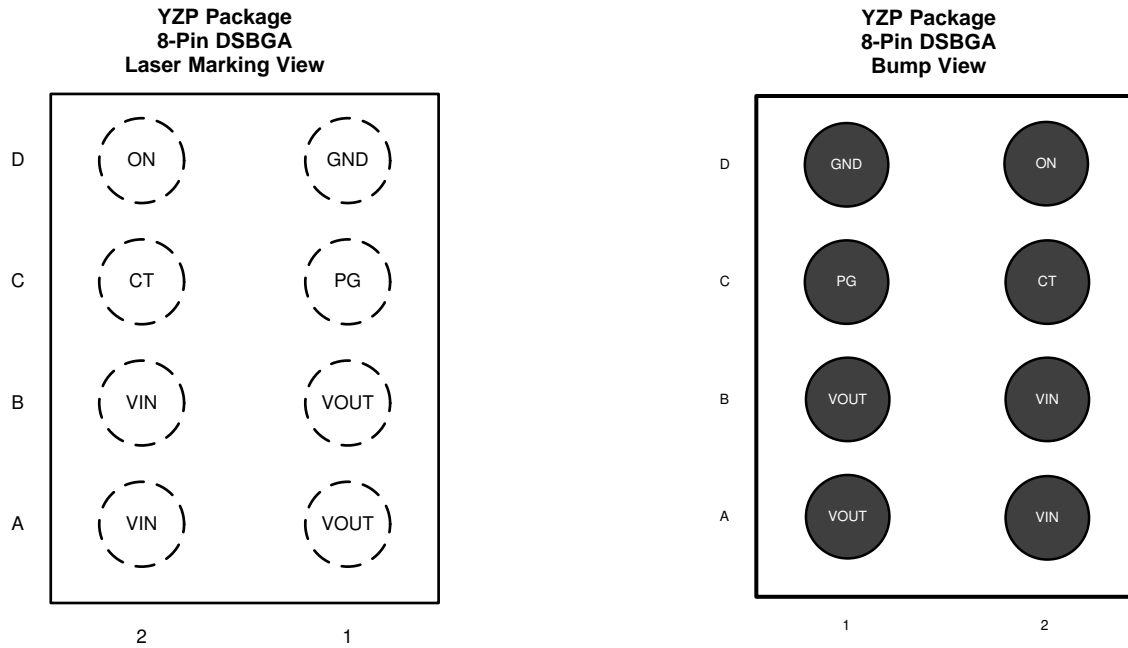 YZP Package
8-Pin DSBGA
Laser Marking View
D ON GND
C CT PG
B VIN VOUT
A VIN VOUT
2 1
YZP Package
8-Pin DSBGA
Bump View
D GND ON
C PG CT
B VOUT VIN
A VOUT VIN
1 2